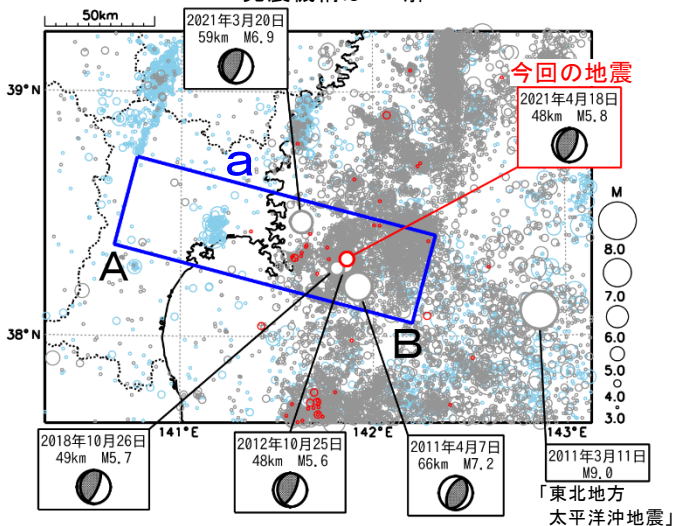 50km
2021年3月20日
59km M6.9
39°N
今回の地震
2021年4月18日
48km M5.8
a
M
8.0
7.0
6.0
5.0
4.0
3.0
A
B
38°N
141°E
142°E
143°E
2018年10月26日
49km M5.7
2012年10月25日
48km M5.6
2011年4月7日
66km M7.2
2011年3月11日
M9.0
「東北地方
太平洋沖地震」